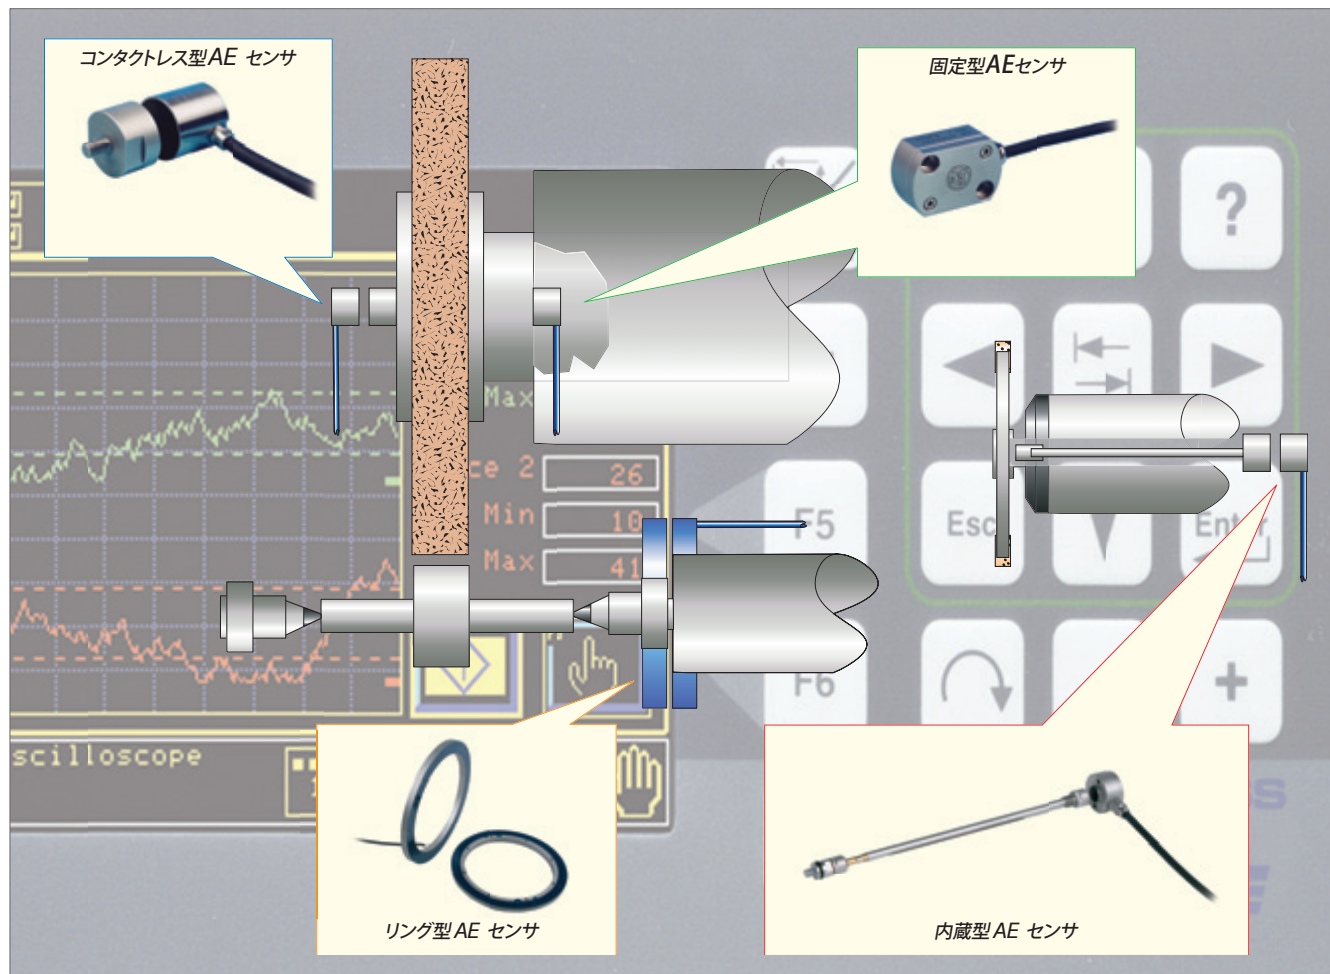 コンタクトレス型AE センサ
固定型AEセンサ
?
Max
ce 2
26
Min
10
Max
41
F5
Esc
Enter
F6
+
scilloscope
ss
リング型AE センサ
内蔵型AE センサ